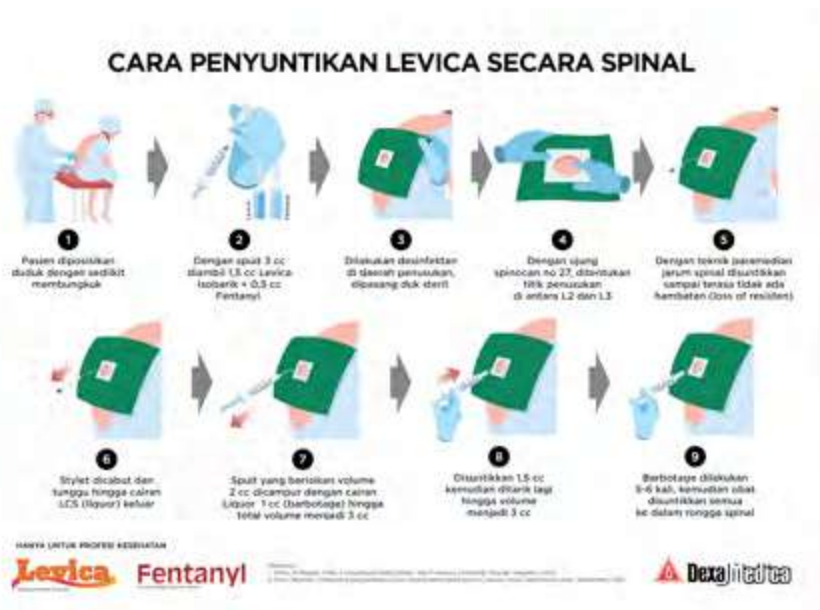 CARA PENYUNTIKAN LEVICA SECARA SPINAL
1
Pasien diposisikan
duduk dengan sedikit
membungkuk
2
Dengan spuit 3 cc
diambil 1,5 cc Levica
Isobarik + 0,5 cc
Fentanyl
3
Dilakukan desinfektan
di daerah penusukan,
dipasang duk steril
4
Dengan ujung
spinocan no 27, ditentukan
titik penusukan
di antara L2 dan L3
5
Dengan teknik paramedian
jarum spinal disuntikkan
sampai terasa tidak ada
hambatan (loss of resisten)
6
Stylet dicabut dan
tunggu hingga cairan
LCS (liquor) keluar
7
Spuit yang berisikan volume
2 cc dicampur dengan cairan
Liquor 1 cc (barbotage) hingga
total volume menjadi 3 cc
8
Disuntikkan 1,5 cc
kemudian ditarik lagi
hingga volume
menjadi 3 cc
9
Barbotage dilakukan
5-6 kali, kemudian obat
disuntikkan semua
ke dalam rongga spinal
HANYA UNTUK PROFESI KESEHATAN
Levica
Fentanyl
Dexa Medica